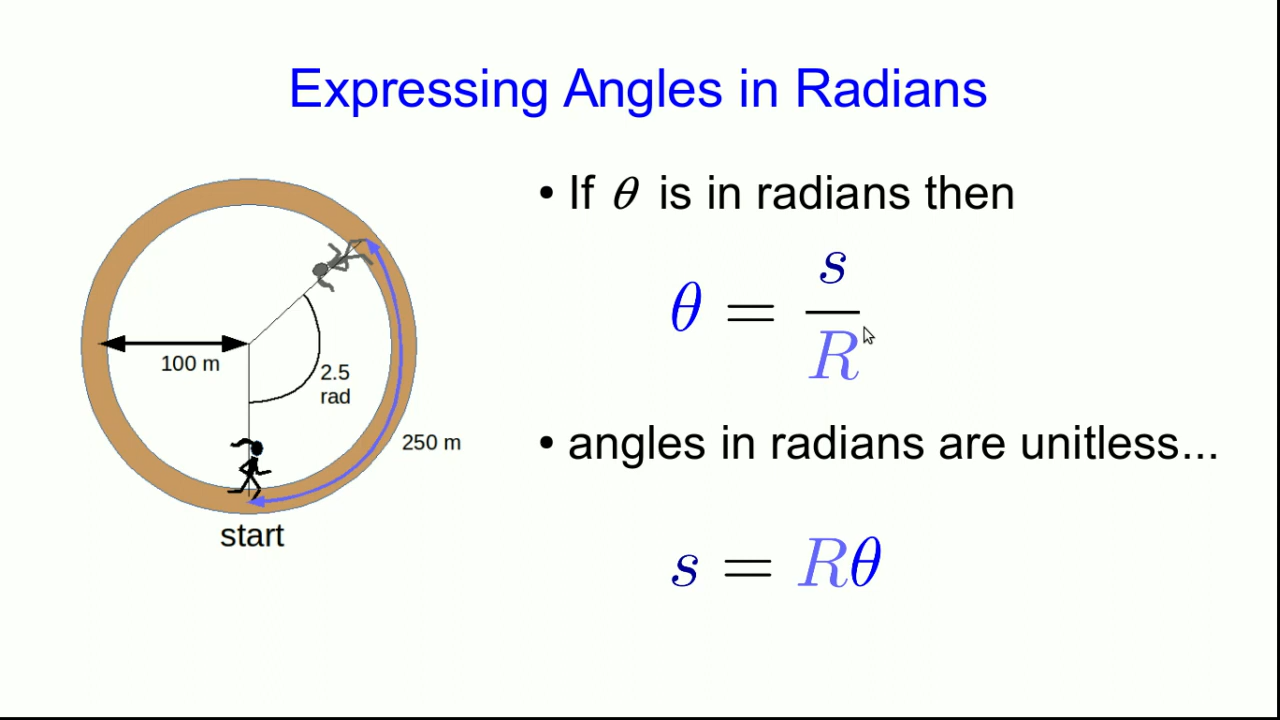 Expressing Angles in Radians
100 m
2.5
rad
250 m
start
• If θ is in radians then
θ = s/R
• angles in radians are unitless...
s = Rθ